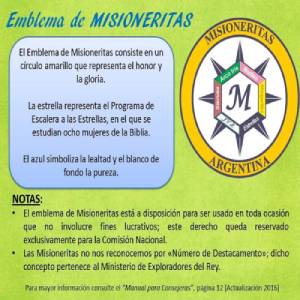 Emblema de MISIONERITAS
El Emblema de Misioneritas consiste en un
círculo amarillo que representa el honor y
la gloria.
La estrella representa el Programa de
Escalera a las Estrellas, en el que se
estudian ocho mujeres de la Biblia.
El azul simboliza la lealtad y el blanco de
fondo la pureza.
MISIONERITAS
Arco Iris
M
ARGENTINA
NOTAS:
• El emblema de Misioneritas está a disposición para ser usado en toda ocasión
que no involucre fines lucrativos; este derecho queda reservado
exclusivamente para la Comisión Nacional.
• Las Misioneritas no nos reconocemos por «Número de Destacamento»; dicho
concepto pertenece al Ministerio de Exploradores del Rey.
Para mayor información consulte el "Manual para Consejeras", página 12 [Actualización 2016]